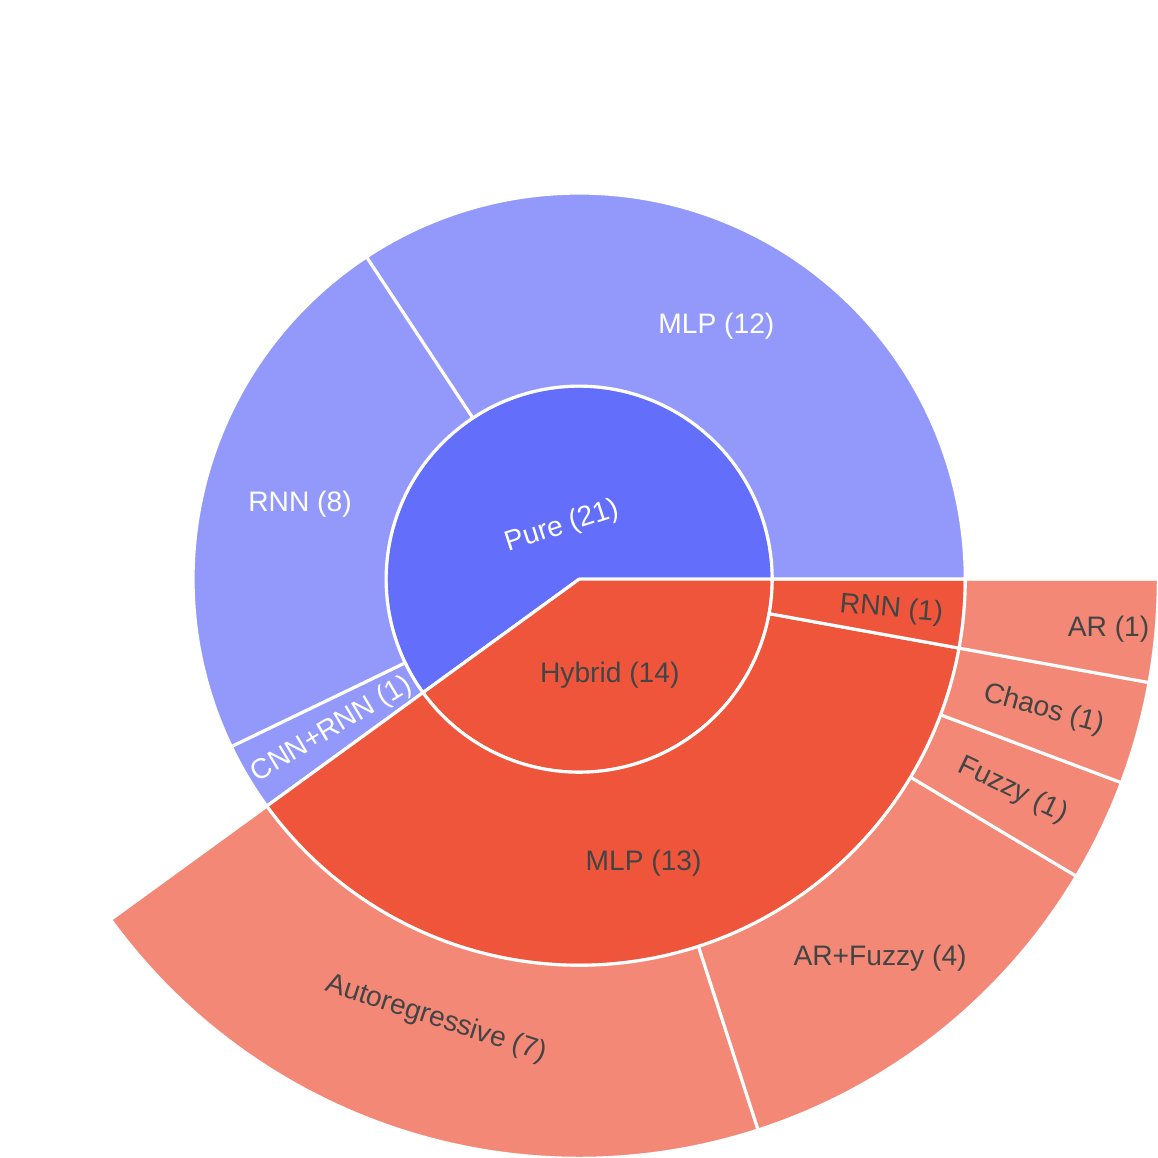 MLP (12)
RNN (8)
Pure (21)
CNN+RNN (1)
Hybrid (14)
RNN (1)
AR (1)
Chaos (1)
Fuzzy (1)
MLP (13)
AR+Fuzzy (4)
Autoregressive (7)